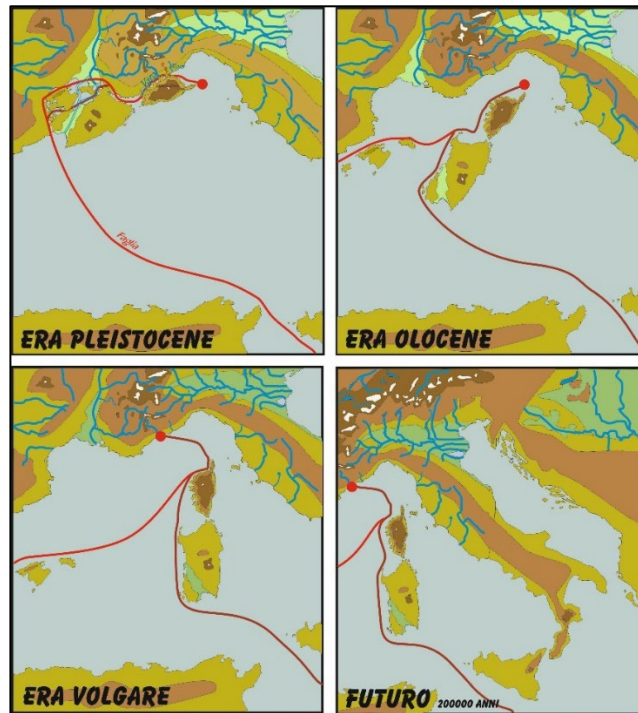 Faglia
ERA PLEISTOCENE
ERA OLOCENE
ERA VOLGARE
FUTURO 200000 ANNI